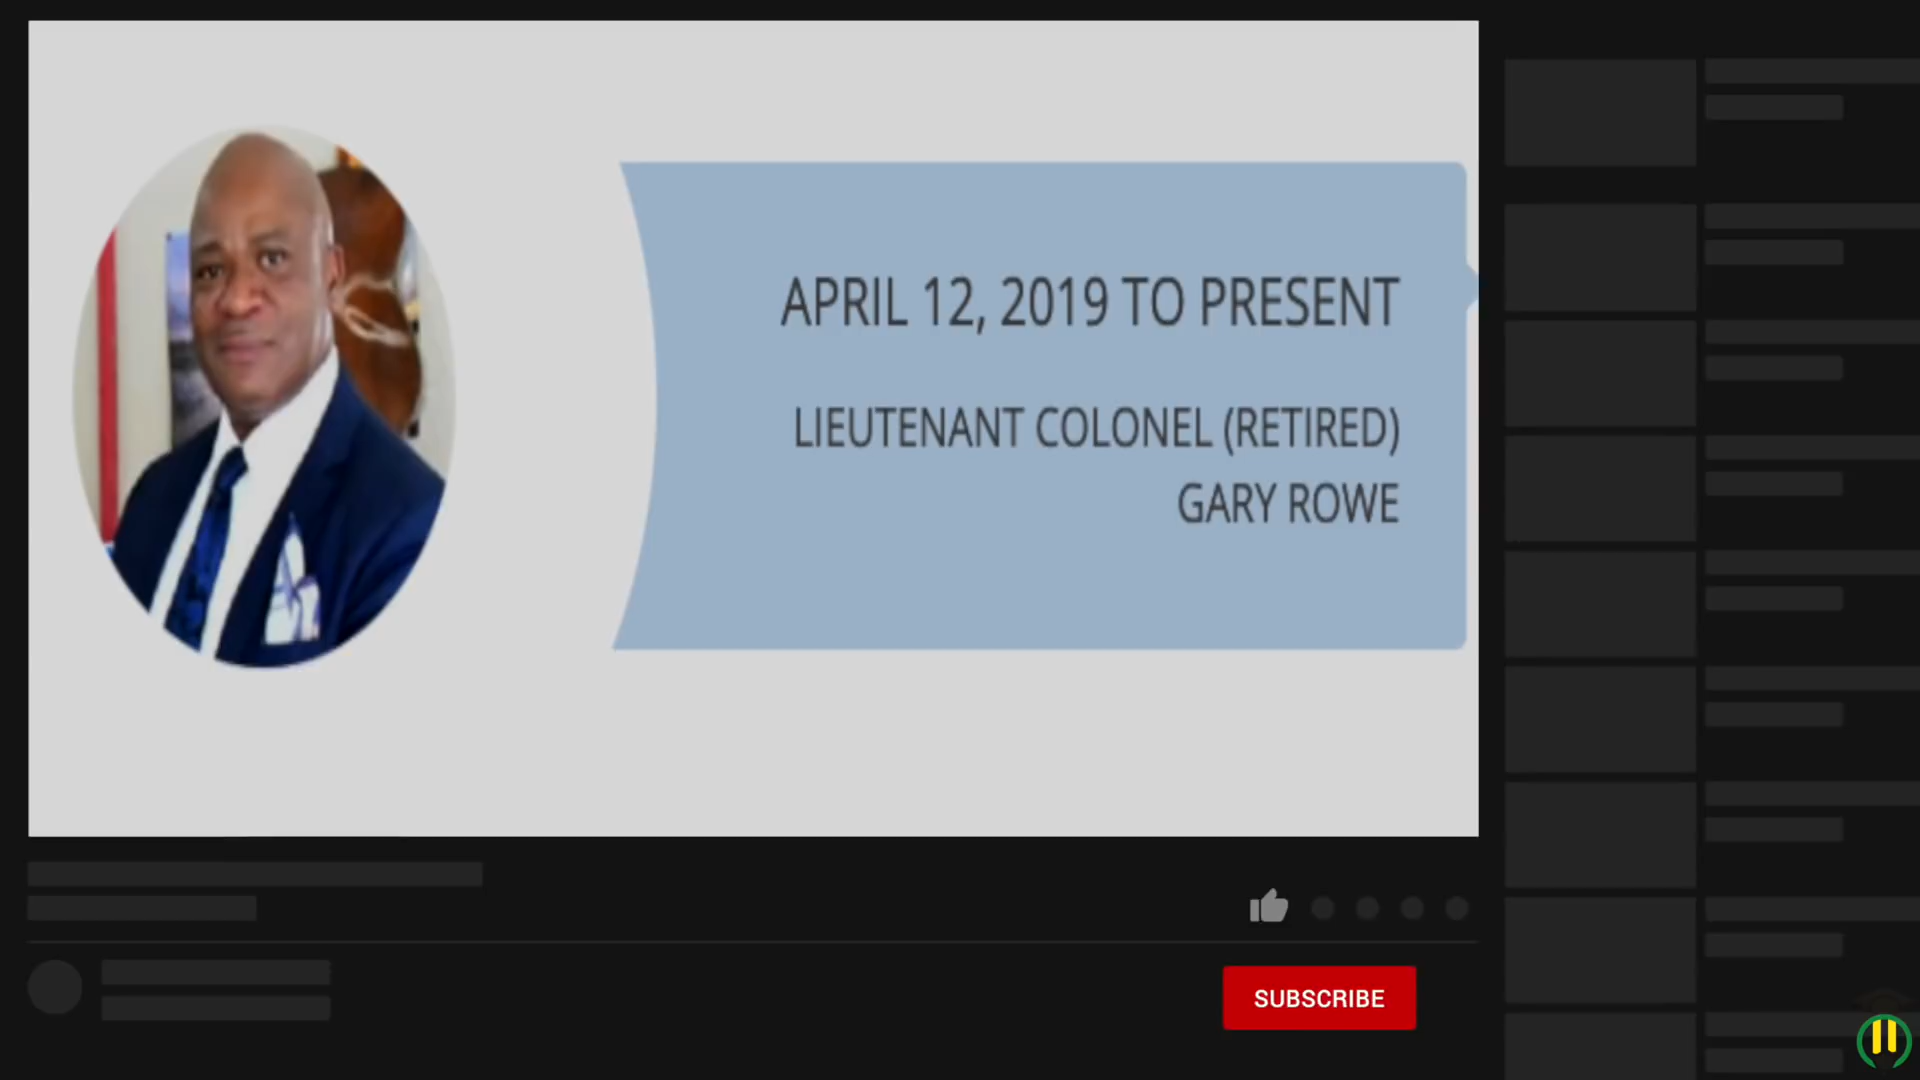 APRIL 12, 2019 TO PRESENT
LIEUTENANT COLONEL (RETIRED)
GARY ROWE
SUBSCRIBE